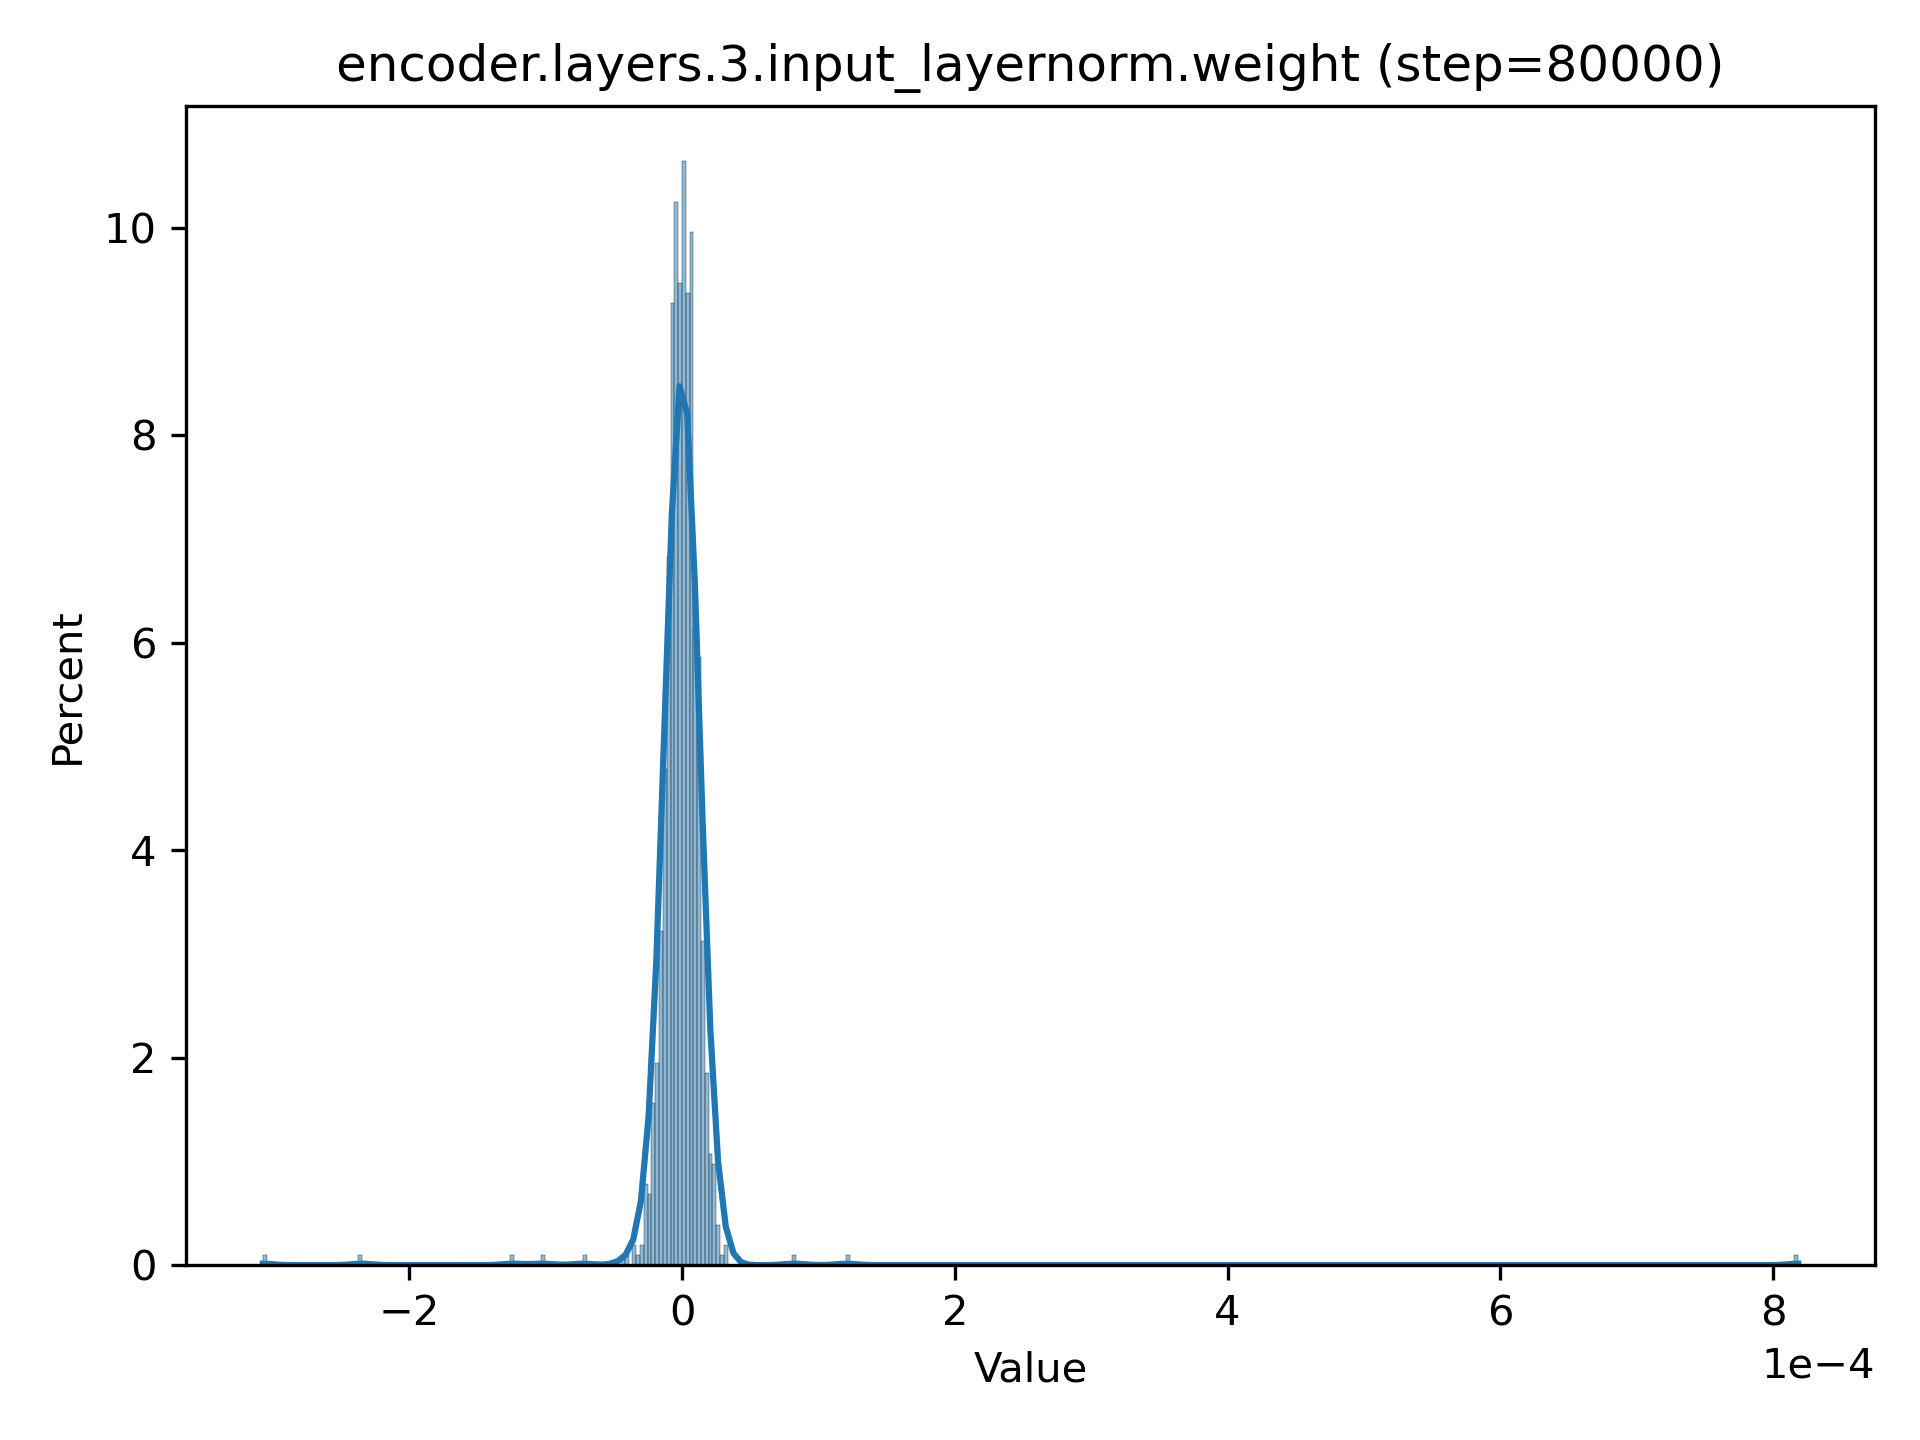 encoder.layers.3.input_layernorm.weight (step=80000)
10
8
6
4
2
0
Percent
−2 0 2 4 6 8
1e−4
Value